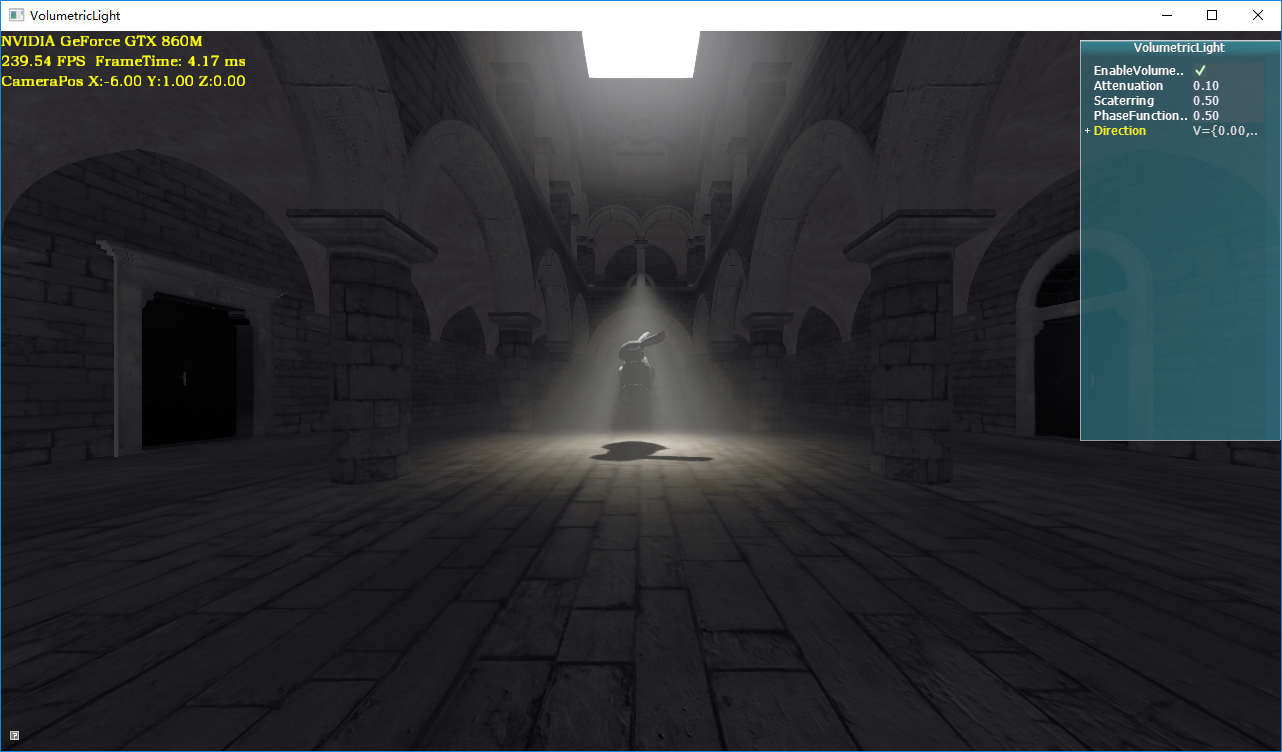 VolumetricLight
NVIDIA GeForce GTX 860M
239.54 FPS FrameTime: 4.17 ms
CameraPos X:-6.00 Y:1.00 Z:0.00
VolumetricLight
EnableVolume..
Attenuation 0.10
Scaterring 0.50
PhaseFunction.. 0.50
+ Direction V={0.00,..
?